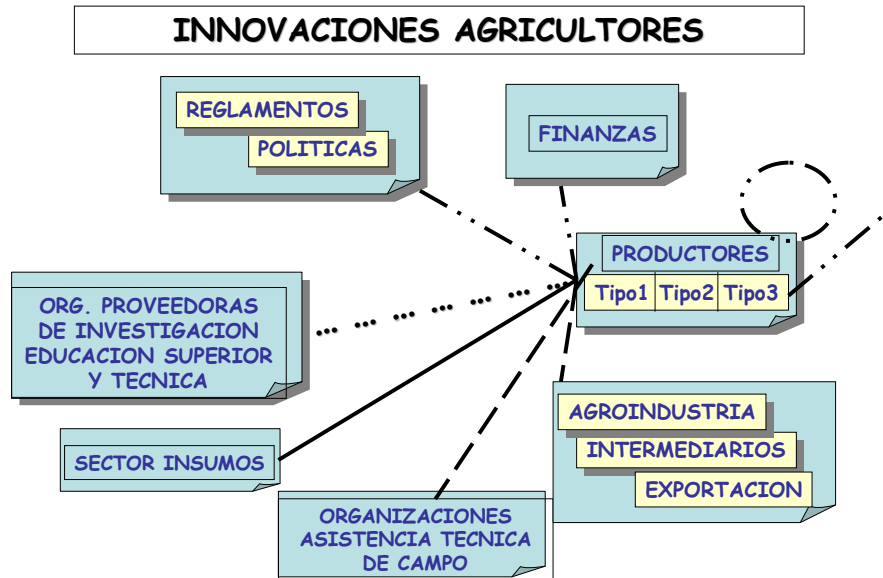 INNOVACIONES AGRICULTORES
REGLAMENTOS
POLITICAS
FINANZAS
PRODUCTORES
Tipo1 Tipo2 Tipo3
ORG. PROVEEDORAS
DE INVESTIGACION
EDUCACION SUPERIOR
Y TECNICA
SECTOR INSUMOS
AGROINDUSTRIA
INTERMEDIARIOS
EXPORTACION
ORGANIZACIONES
ASISTENCIA TECNICA
DE CAMPO